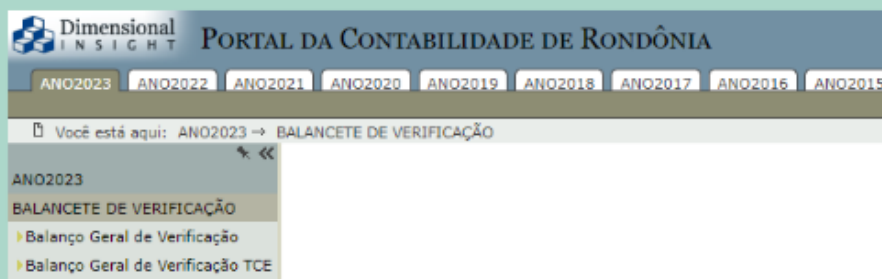 Dimensional
INSIGHT
PORTAL DA CONTABILIDADE DE RONDÔNIA
ANO2023 ANO2022 ANO2021 ANO2020 ANO2019 ANO2018 ANO2017 ANO2016 ANO2015
Você está aqui: ANO2023 → BALANCETE DE VERIFICAÇÃO
ANO2023
BALANCETE DE VERIFICAÇÃO
Balanço Geral de Verificação
Balanço Geral de Verificação TCE